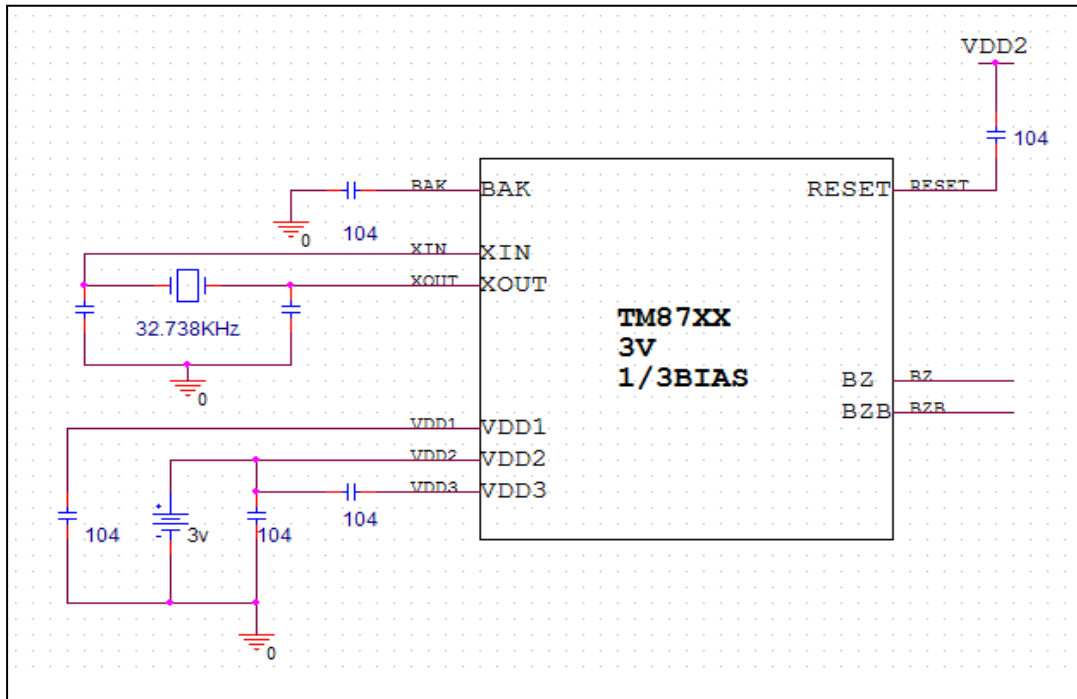 VDD2
104
BAK
BAK
RESET
RESET
0
104
XIN
XIN
XOUT
XOUT
32.738KHz
TM87XX
3V
1/3BIAS
0
BZ
BZ
BZB
BZB
VDD1
VDD1
VDD2
VDD2
VDD3
VDD3
104
+
-
3v
104
104
0